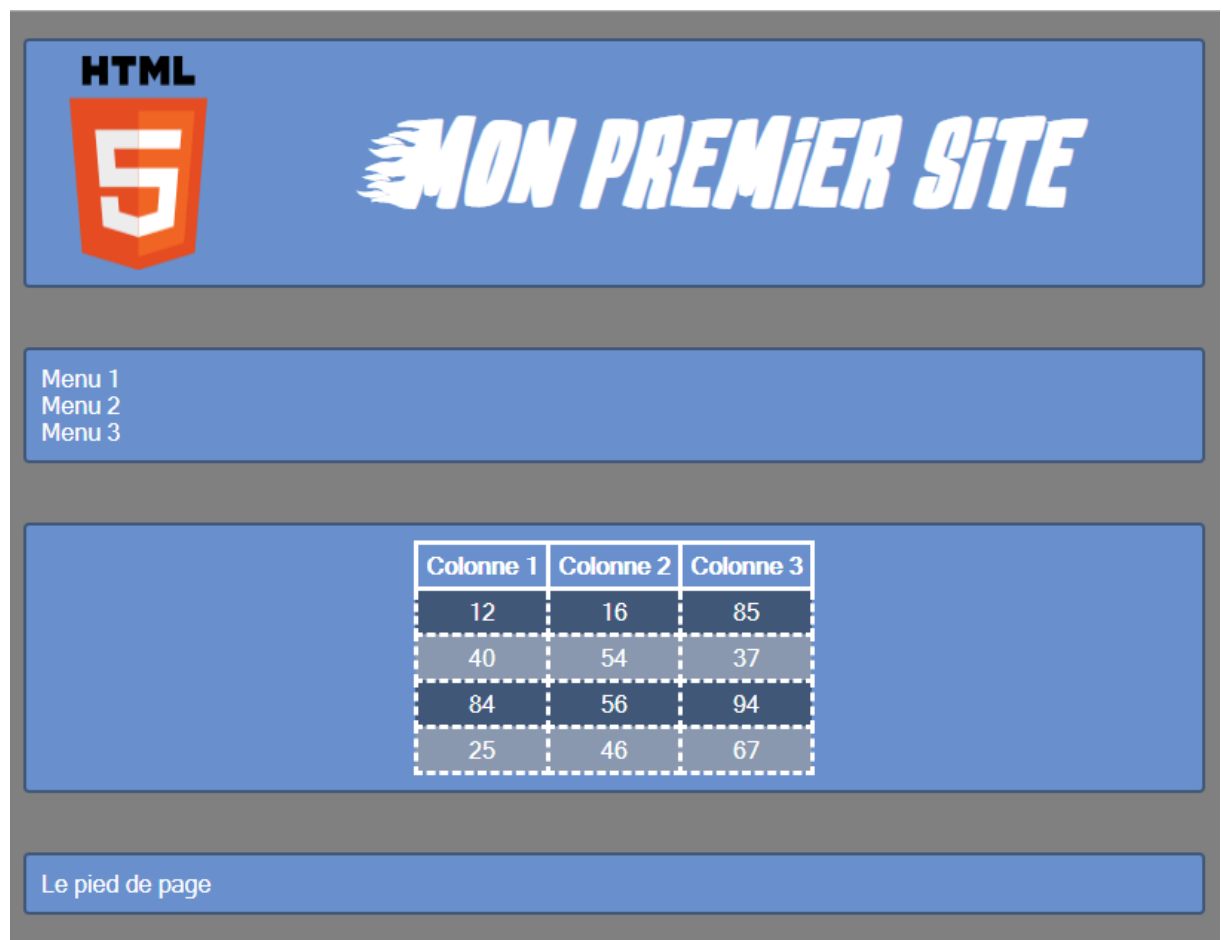 HTML
5
MON PREMiER SiTE
Menu 1
Menu 2
Menu 3
Colonne 1 Colonne 2 Colonne 3
12 16 85
40 54 37
84 56 94
25 46 67
Le pied de page